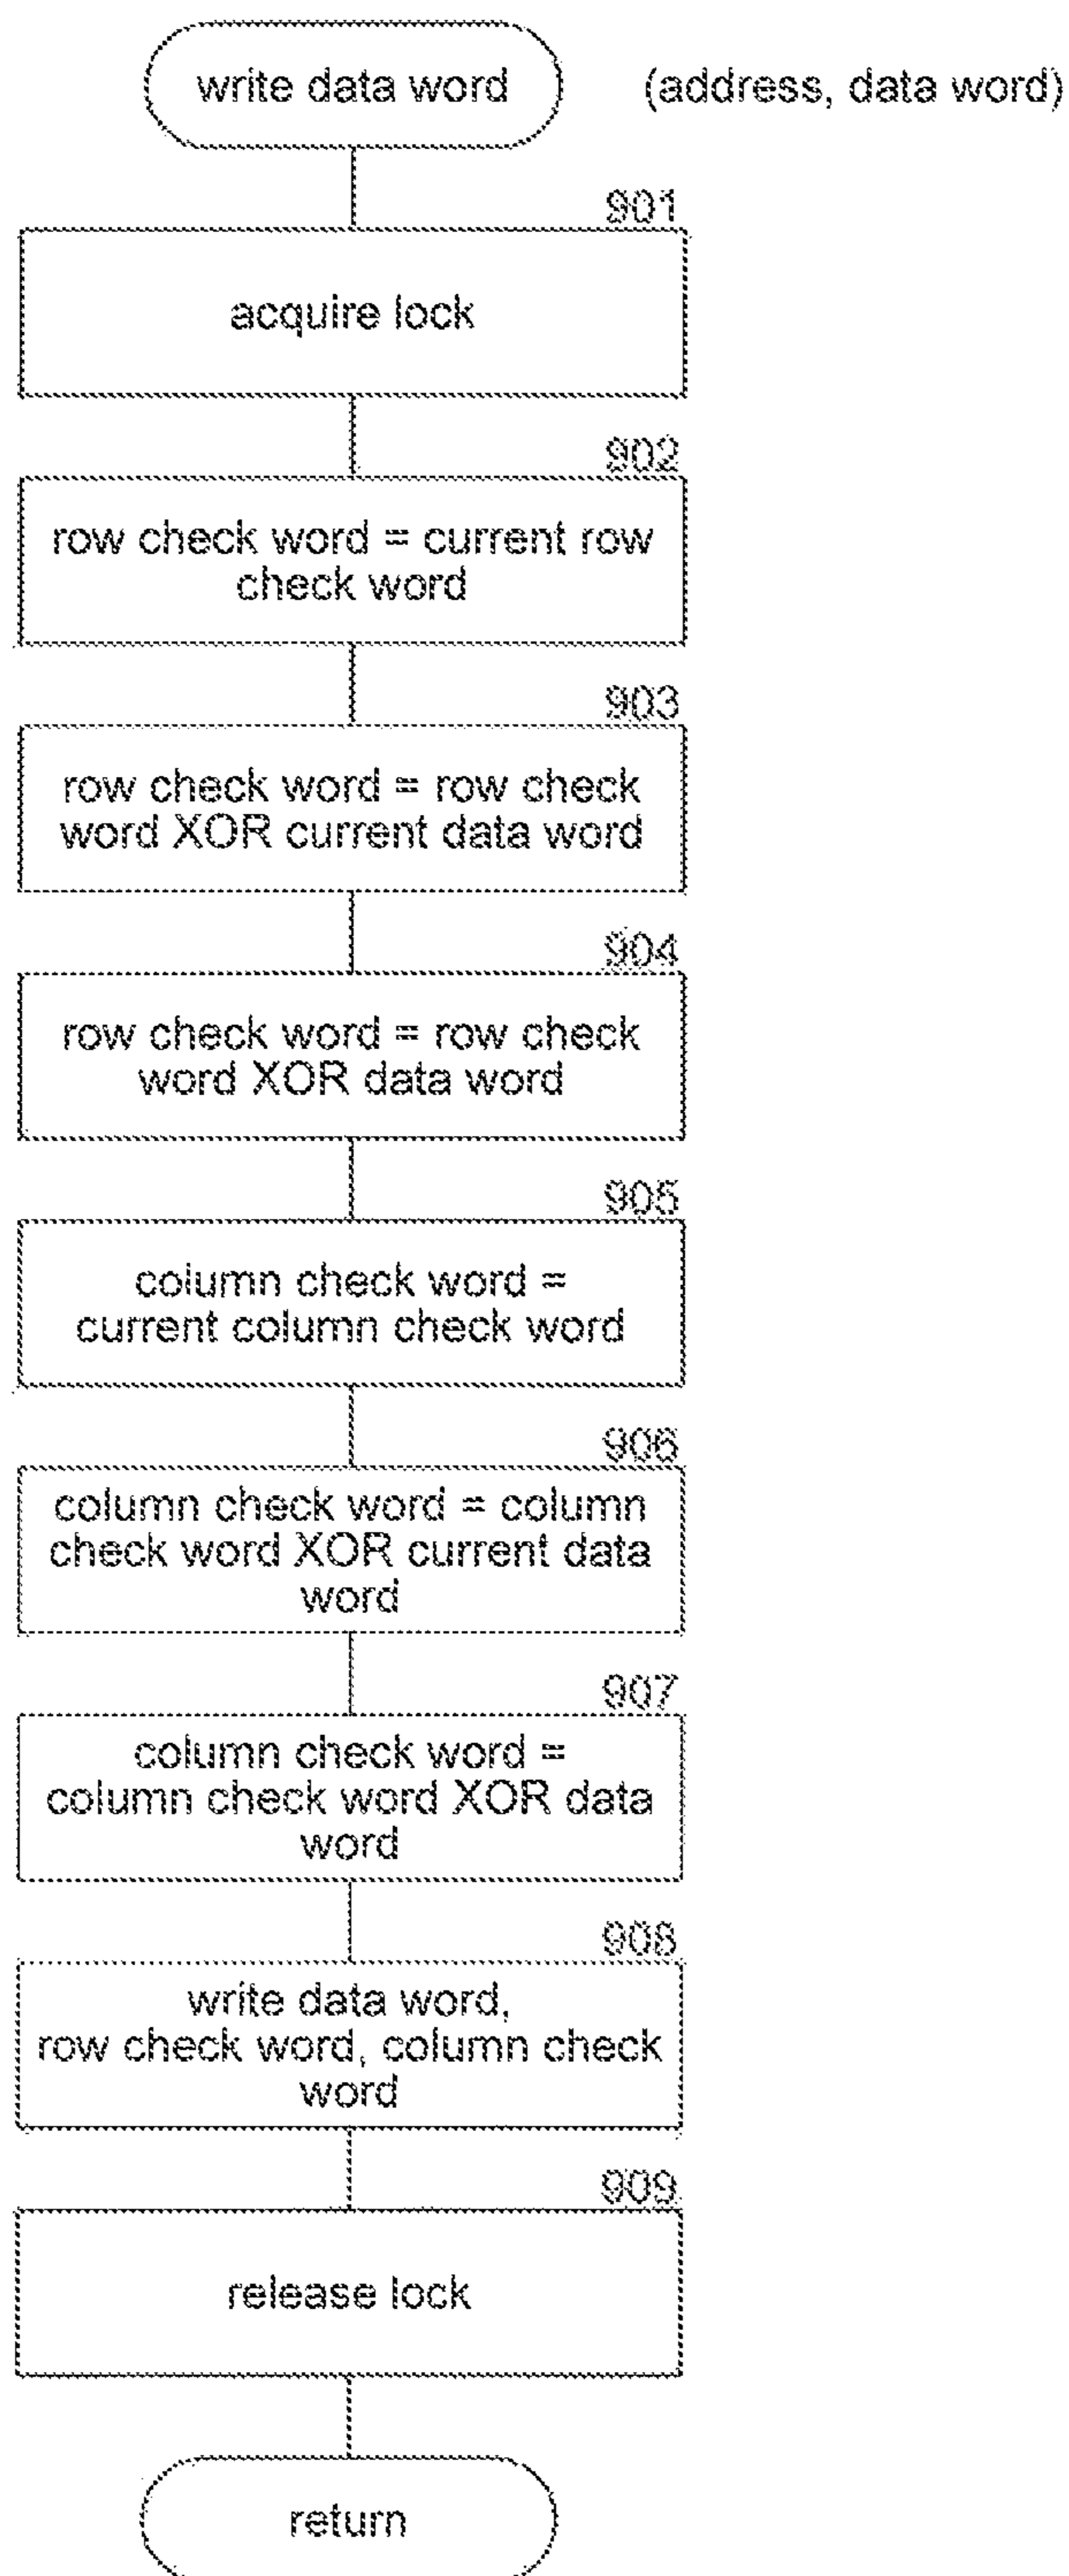 write data word
(address, data word)
901
acquire lock
902
row check word = current row
check word
903
row check word = row check
word XOR current data word
904
row check word = row check
word XOR data word
905
column check word =
current column check word
906
column check word = column
check word XOR current data
word
907
column check word =
column check word XOR data
word
908
write data word,
row check word, column check
word
909
release lock
return